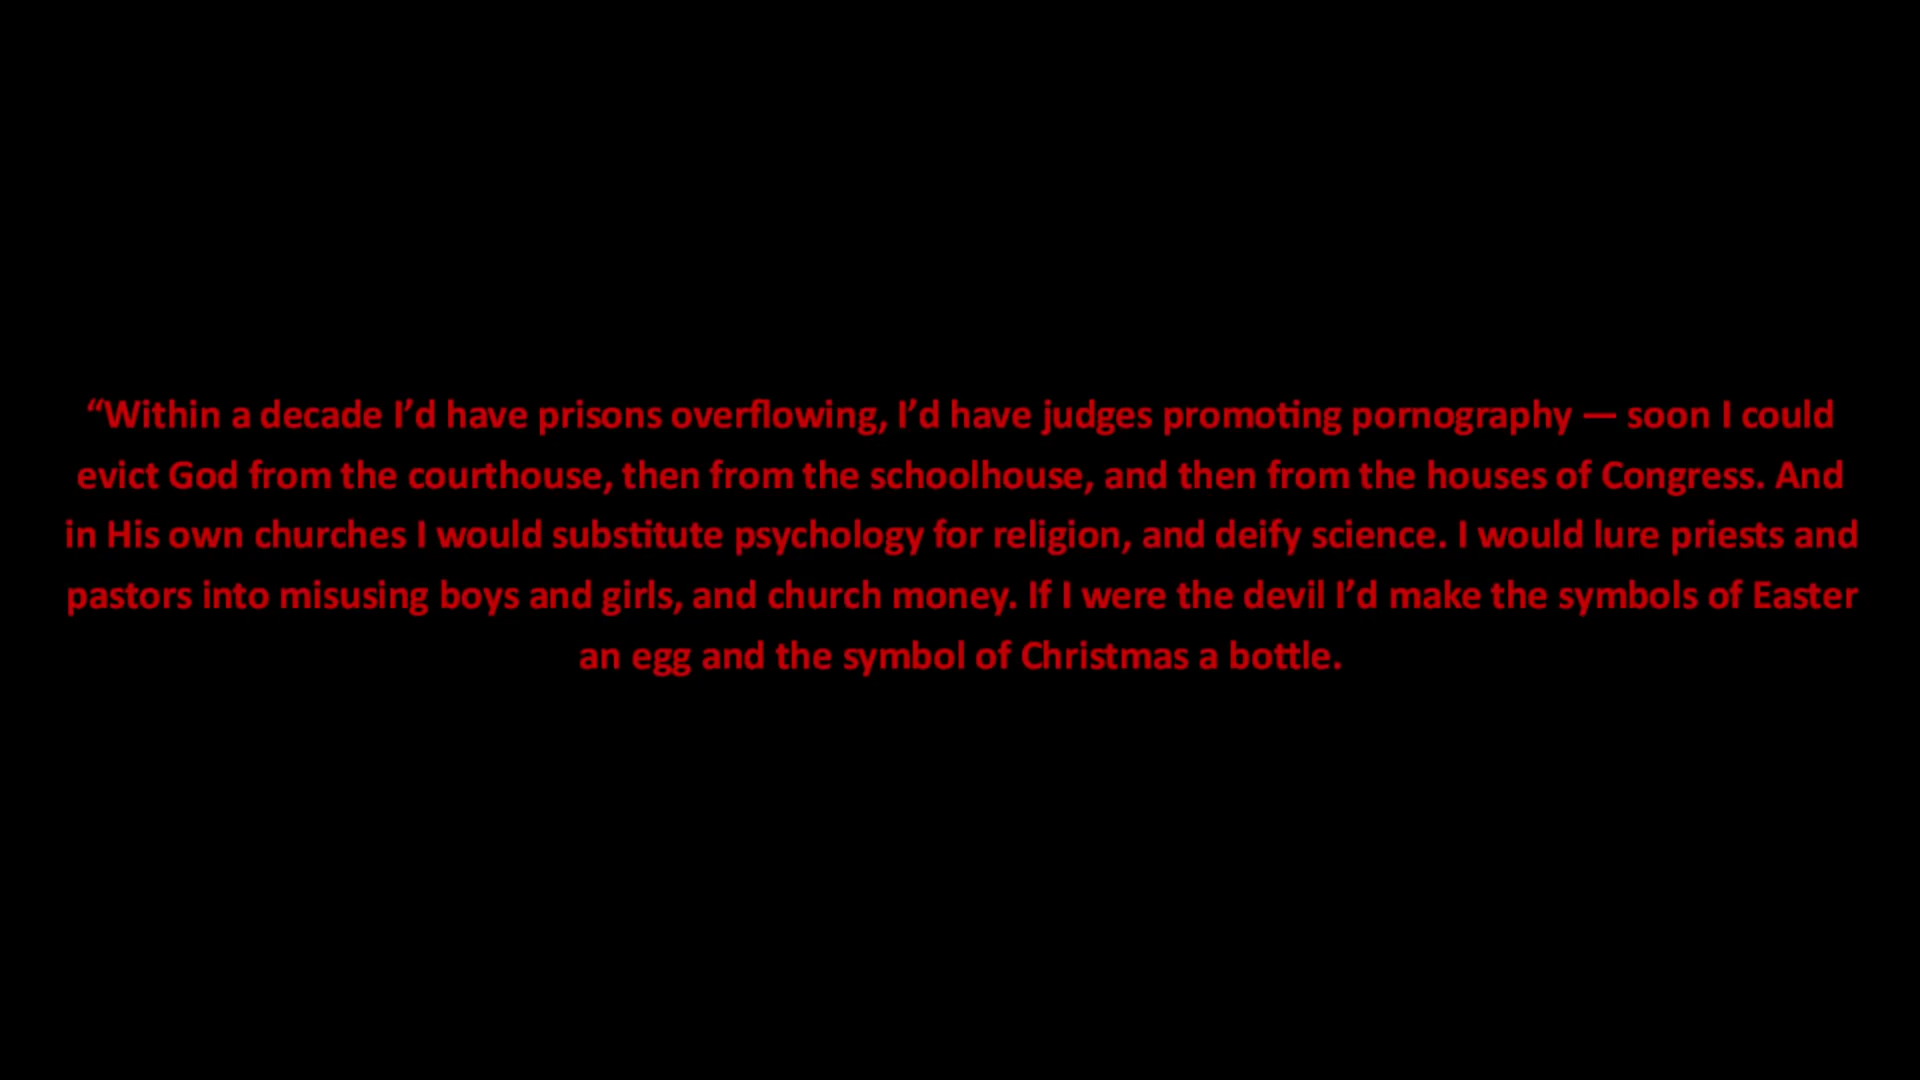 “Within a decade I’d have prisons overflowing, I’d have judges promoting pornography — soon I could
evict God from the courthouse, then from the schoolhouse, and then from the houses of Congress. And
in His own churches I would substitute psychology for religion, and deify science. I would lure priests and
pastors into misusing boys and girls, and church money. If I were the devil I’d make the symbols of Easter
an egg and the symbol of Christmas a bottle.